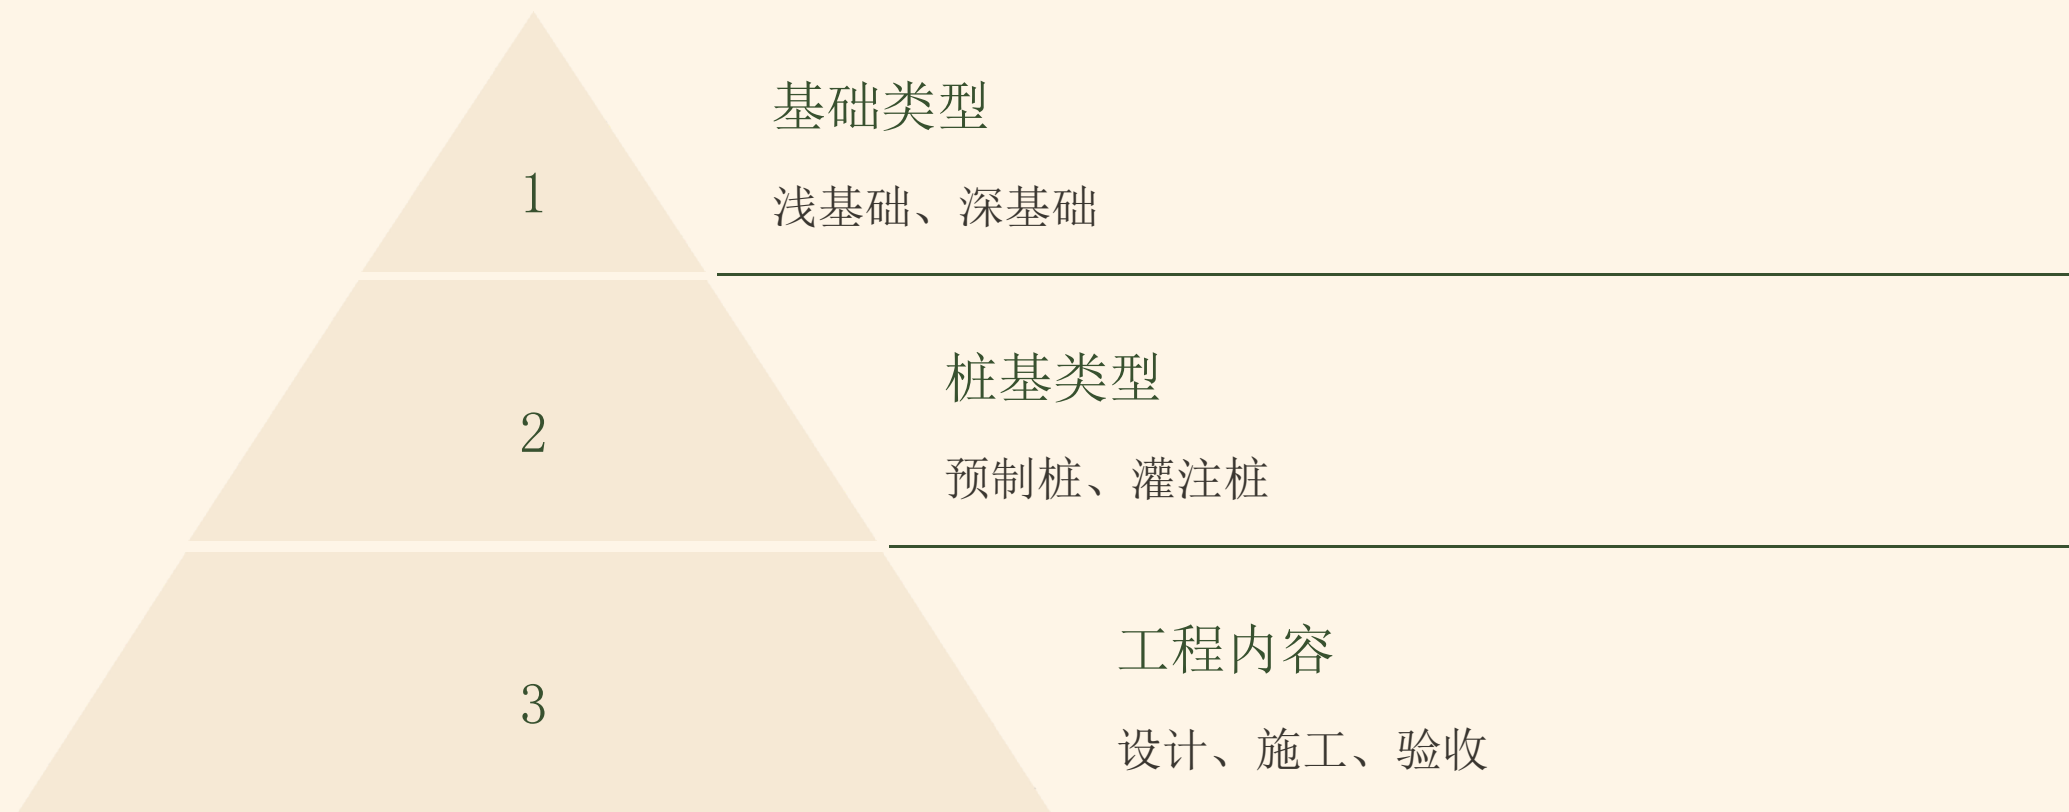 1
基础类型
浅基础、深基础
2
桩基类型
预制桩、灌注桩
3
工程内容
设计、施工、验收